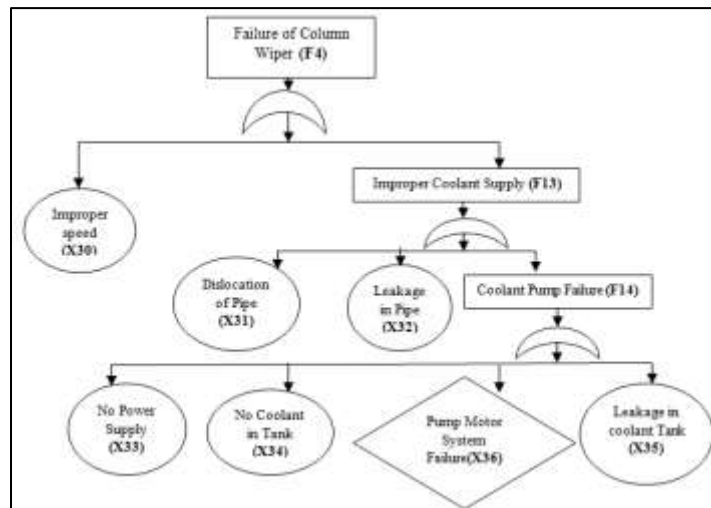 Failure of Column
Wiper (F4)
Improper Coolant Supply (F13)
Improper
speed
(X30)
Dislocation
of Pipe
(X31)
Leakage
in Pipe
(X32)
Coolant Pump Failure(F14)
No Power
Supply
(X33)
No Coolant
in Tank
(X34)
Pump Motor
System
Failure(X36)
Leakage in
coolant Tank
(X35)